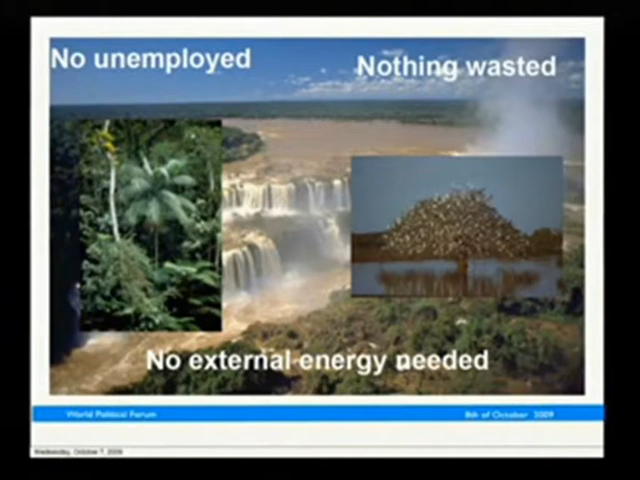 No unemployed
Nothing wasted
No external energy needed
World Political Forum
8th of October 2009
Wednesday, October 7, 2009